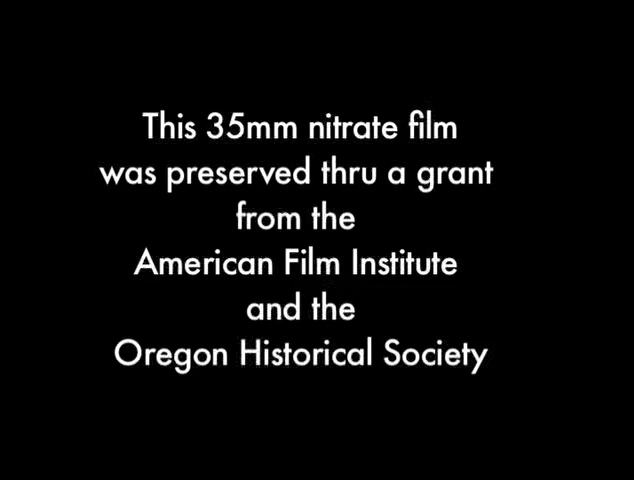 This 35mm nitrate film
was preserved thru a grant
from the
American Film Institute
and the
Oregon Historical Society